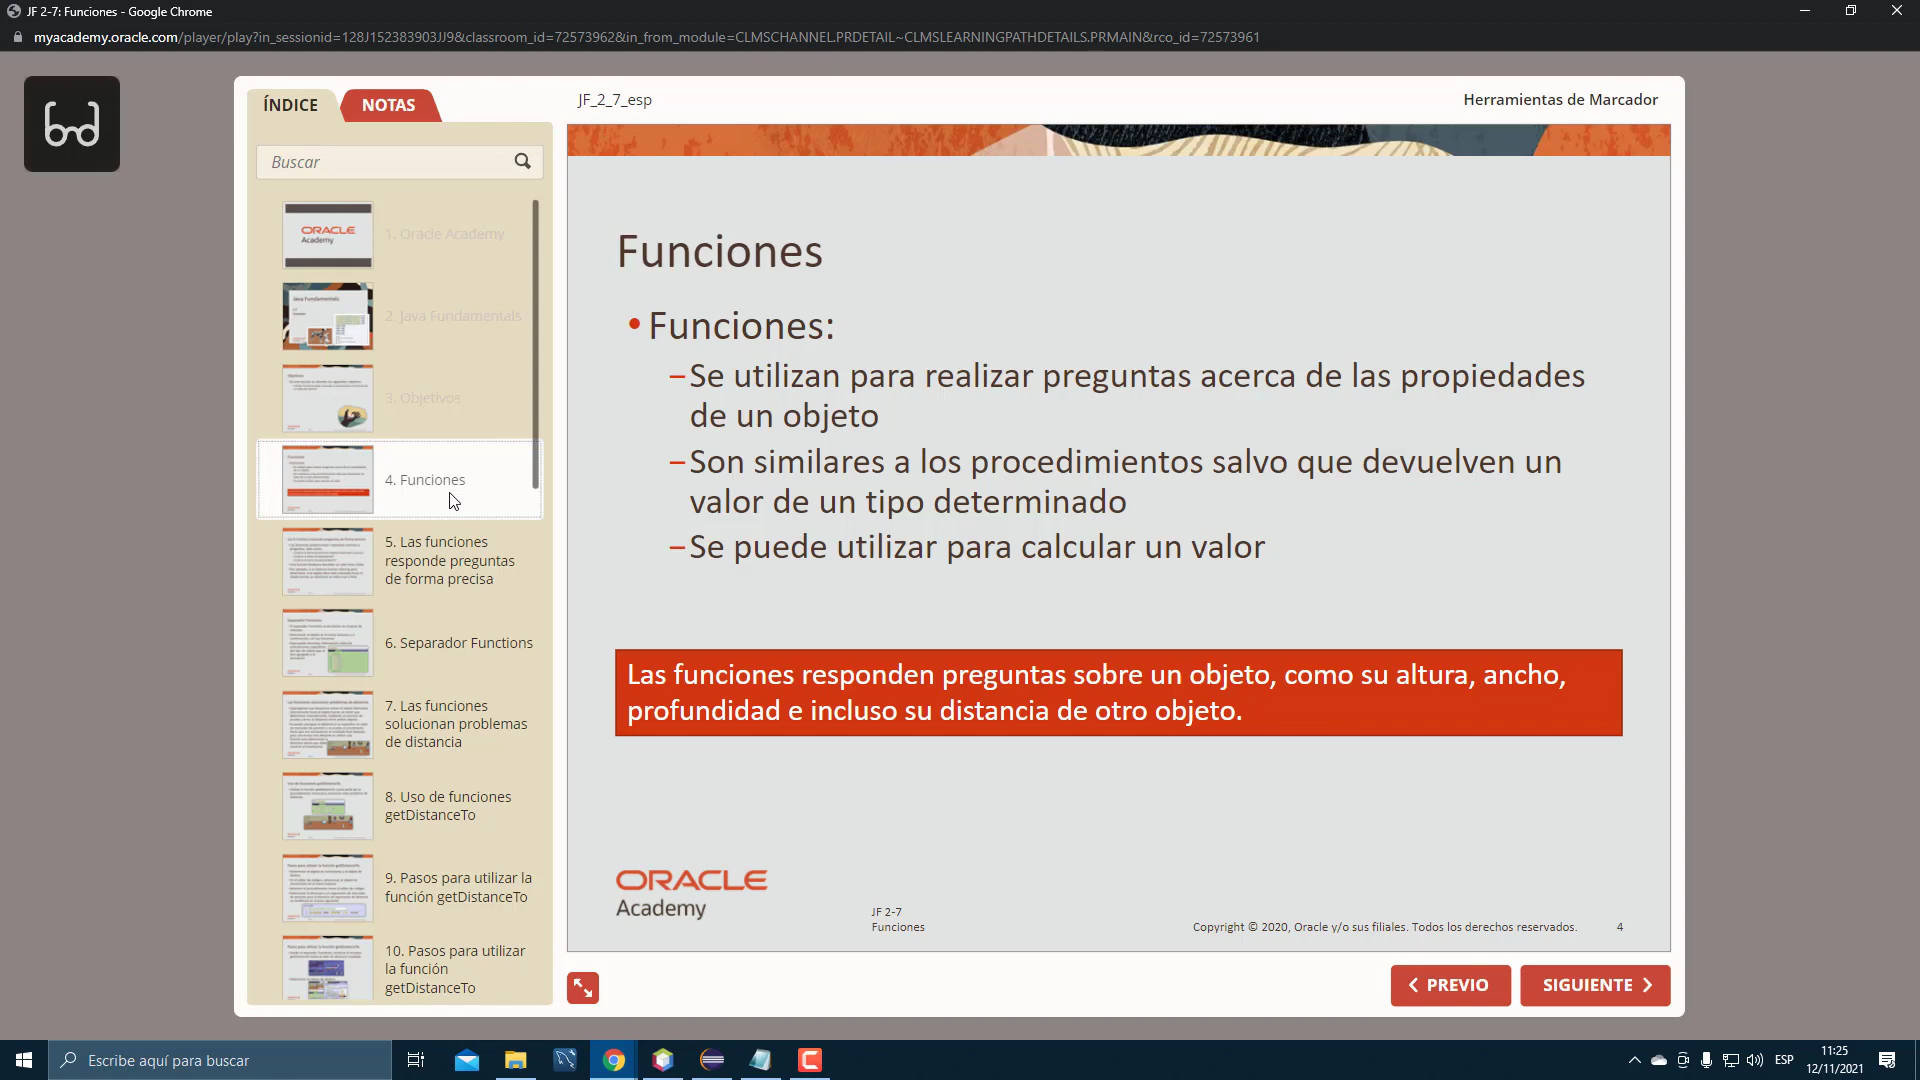 JF 2-7: Funciones - Google Chrome
myacademy.oracle.com/player/play?in_sessionid=128J152383903JJ9&classroom_id=72573962&in_from_module=CLMSCHANNEL.PRDETAIL~CLMSLEARNINGPATHDETAILS.PRMAIN&rco_id=72573961
ÍNDICE
NOTAS
JF_2_7_esp
Herramientas de Marcador
Buscar
ORACLE
Academy
1. Oracle Academy
Java Fundamentals
2. Java Fundamentals
3. Objetivos
4. Funciones
5. Las funciones
responde preguntas
de forma precisa
6. Separador Functions
7. Las funciones
solucionan problemas
de distancia
8. Uso de funciones
getDistanceTo
9. Pasos para utilizar la
función getDistanceTo
10. Pasos para utilizar
la función
getDistanceTo
Funciones
• Funciones:
–Se utilizan para realizar preguntas acerca de las propiedades
de un objeto
–Son similares a los procedimientos salvo que devuelven un
valor de un tipo determinado
–Se puede utilizar para calcular un valor
Las funciones responden preguntas sobre un objeto, como su altura, ancho,
profundidad e incluso su distancia de otro objeto.
ORACLE
Academy
JF 2-7
Funciones
Copyright © 2020, Oracle y/o sus filiales. Todos los derechos reservados.
4
PREVIO
SIGUIENTE
Escribe aquí para buscar
ESP
11:25
12/11/2021